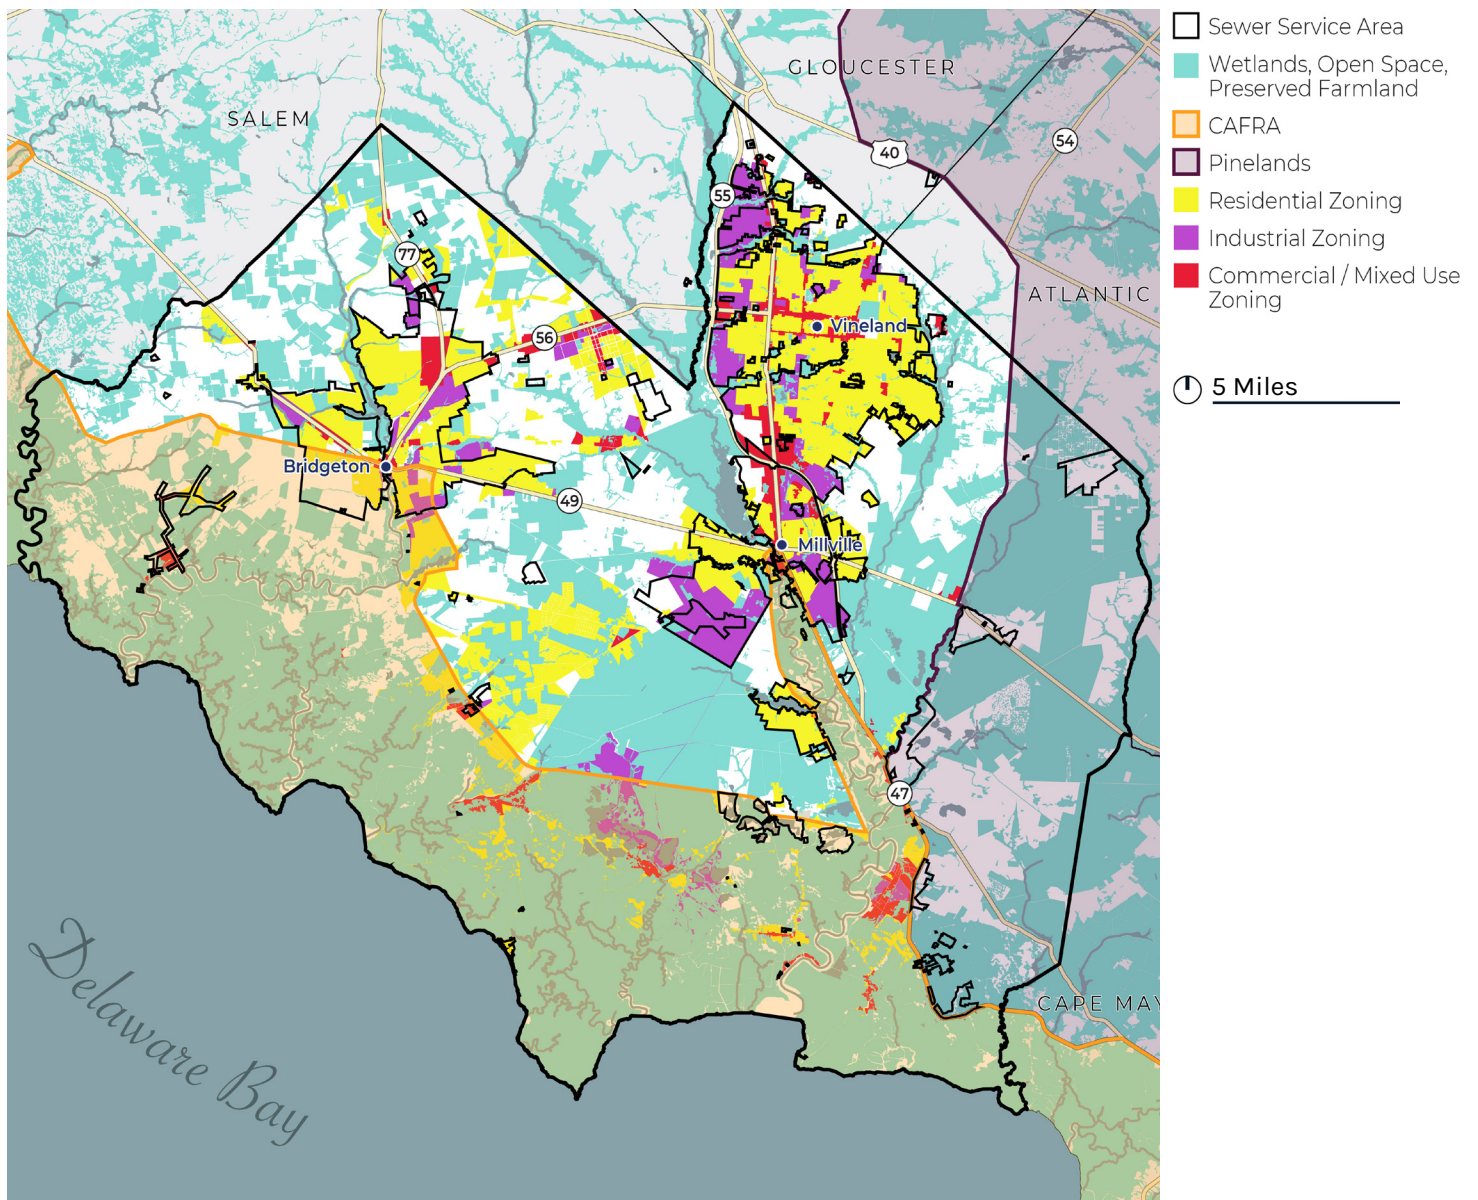 SALEM
GLOUCESTER
ATLANTIC
CAPE MAY
40
54
55
77
56
49
47
Vineland
Bridgeton
Millville
Delaware Bay
Sewer Service Area
Wetlands, Open Space,
Preserved Farmland
CAFRA
Pinelands
Residential Zoning
Industrial Zoning
Commercial / Mixed Use
Zoning
5 Miles